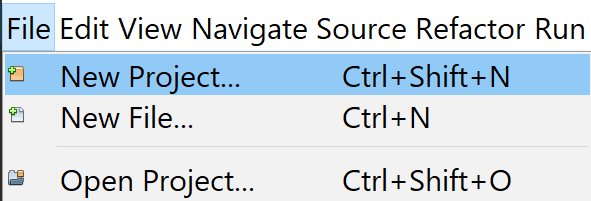 File Edit View Navigate Source Refactor Run
New Project... Ctrl+Shift+N
New File... Ctrl+N
Open Project... Ctrl+Shift+O